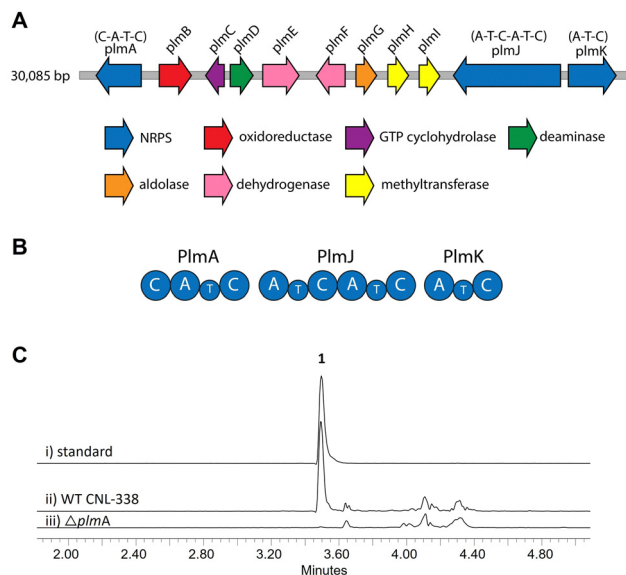 A
(C-A-T-C) (A-T-C-A-T-C) (A-T-C)
plmA plmB plmC plmD plmE plmF plmG plmH plmI plmJ plmK
30,085 bp
NRPS oxidoreductase GTP cyclohydrolase deaminase
aldolase dehydrogenase methyltransferase
B
PlmA PlmJ PlmK
C A T C A T C A T C A T C
C
1
i) standard
ii) WT CNL-338
iii) △plmA
2.00 2.40 2.80 3.20 3.60 4.00 4.40 4.80
Minutes